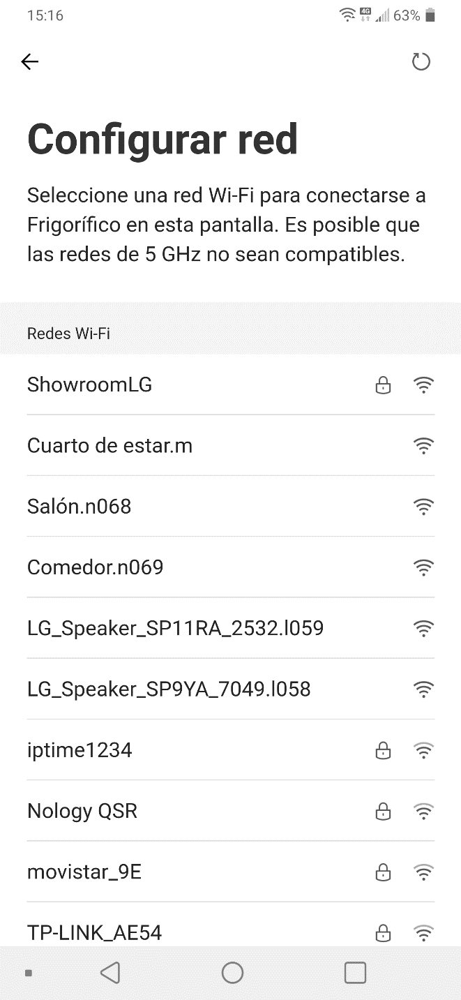 15:16
4G
63%
Configurar red
Seleccione una red Wi-Fi para conectarse a
Frigorífico en esta pantalla. Es posible que
las redes de 5 GHz no sean compatibles.
Redes Wi-Fi
ShowroomLG
Cuarto de estar.m
Salón.n068
Comedor.n069
LG_Speaker_SP11RA_2532.l059
LG_Speaker_SP9YA_7049.l058
iptime1234
Nology QSR
movistar_9E
TP-LINK_AE54